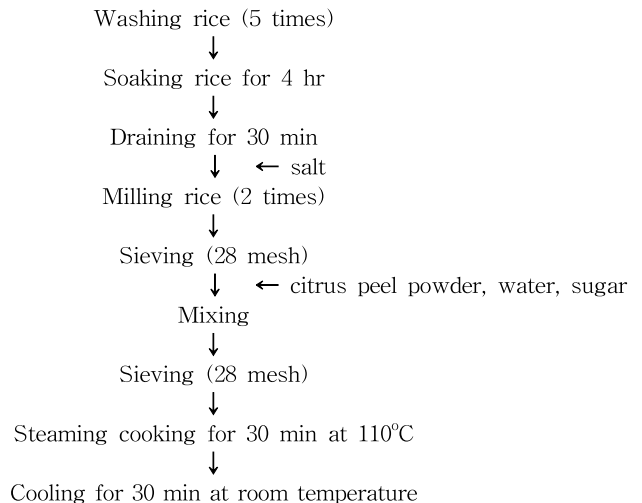 Washing rice (5 times)
↓
Soaking rice for 4 hr
↓
Draining for 30 min
↓ ← salt
Milling rice (2 times)
↓
Sieving (28 mesh)
↓ ← citrus peel powder, water, sugar
Mixing
↓
Sieving (28 mesh)
↓
Steaming cooking for 30 min at 110°C
↓
Cooling for 30 min at room temperature